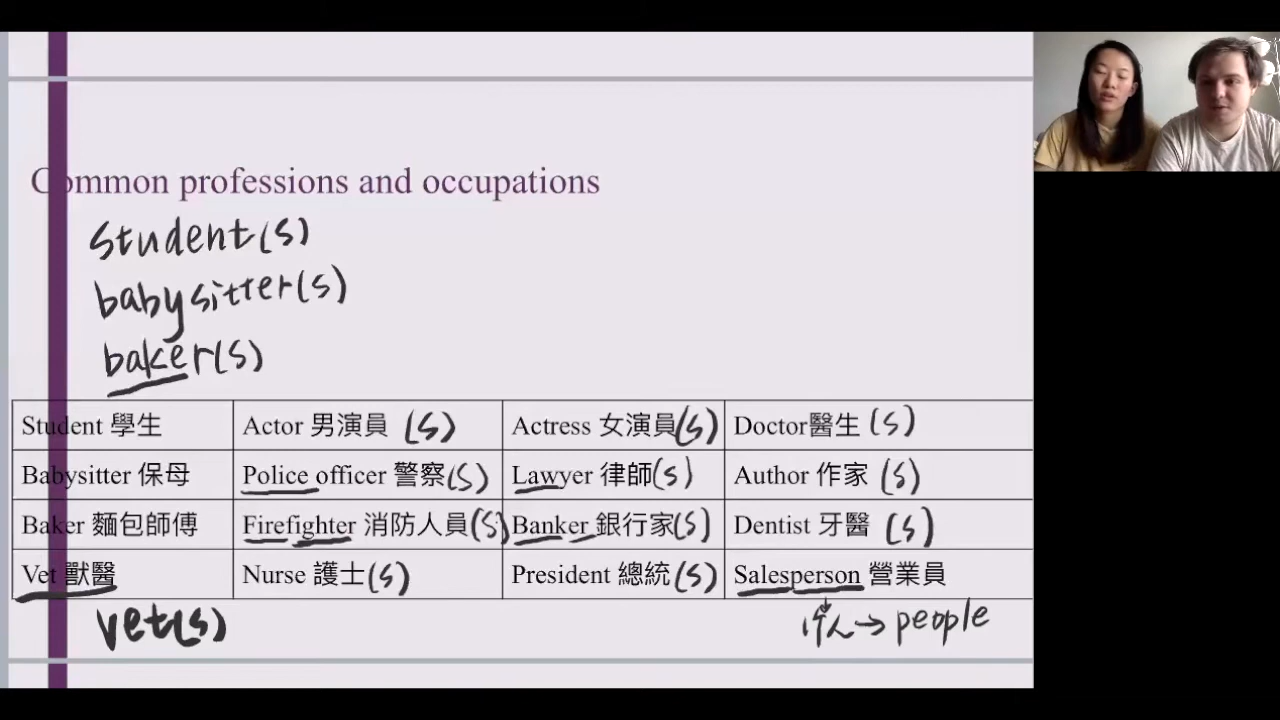 Common professions and occupations
student(s)
babysitter(s)
baker(s)
Student 學生 Actor 男演員 (s) Actress 女演員(s) Doctor醫生 (s)
Babysitter 保母 Police officer 警察(s) Lawyer 律師(s) Author 作家 (s)
Baker 麵包師傅 Firefighter 消防人員(s) Banker 銀行家(s) Dentist 牙醫 (s)
Vet 獸醫 Nurse 護士(s) President 總統(s) Salesperson 營業員
vet(s) → people